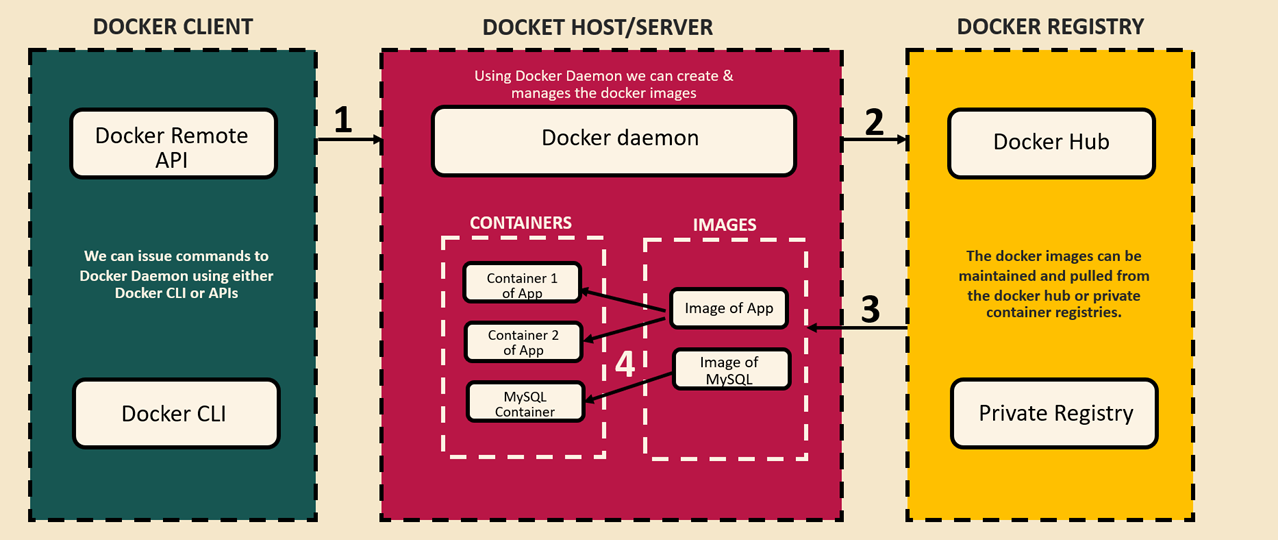 DOCKER CLIENT
Docker Remote
API
We can issue commands to
Docker Daemon using either
Docker CLI or APIs
Docker CLI
1
DOCKET HOST/SERVER
Using Docker Daemon we can create &
manages the docker images
Docker daemon
CONTAINERS
Container 1
of App
Container 2
of App
MySQL
Container
4
IMAGES
Image of App
Image of
MySQL
2
3
DOCKER REGISTRY
Docker Hub
The docker images can be
maintained and pulled from
the docker hub or private
container registries.
Private Registry